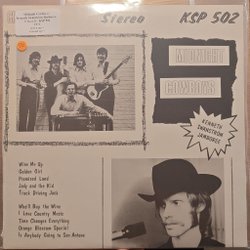 Stereo
KSP 502
MIDNIGHT
COWBOYS
KENNETH
SWANSTROM
JAMBOREE
Wine Me Up
Golden Girl
Promised Land
Jody and the Kid
Truck Driving Jack
Who'll Buy the Wine
I Love Country Music
Time Changes Everything
Orange Blossom Special
Is Anybody Going to San Antone